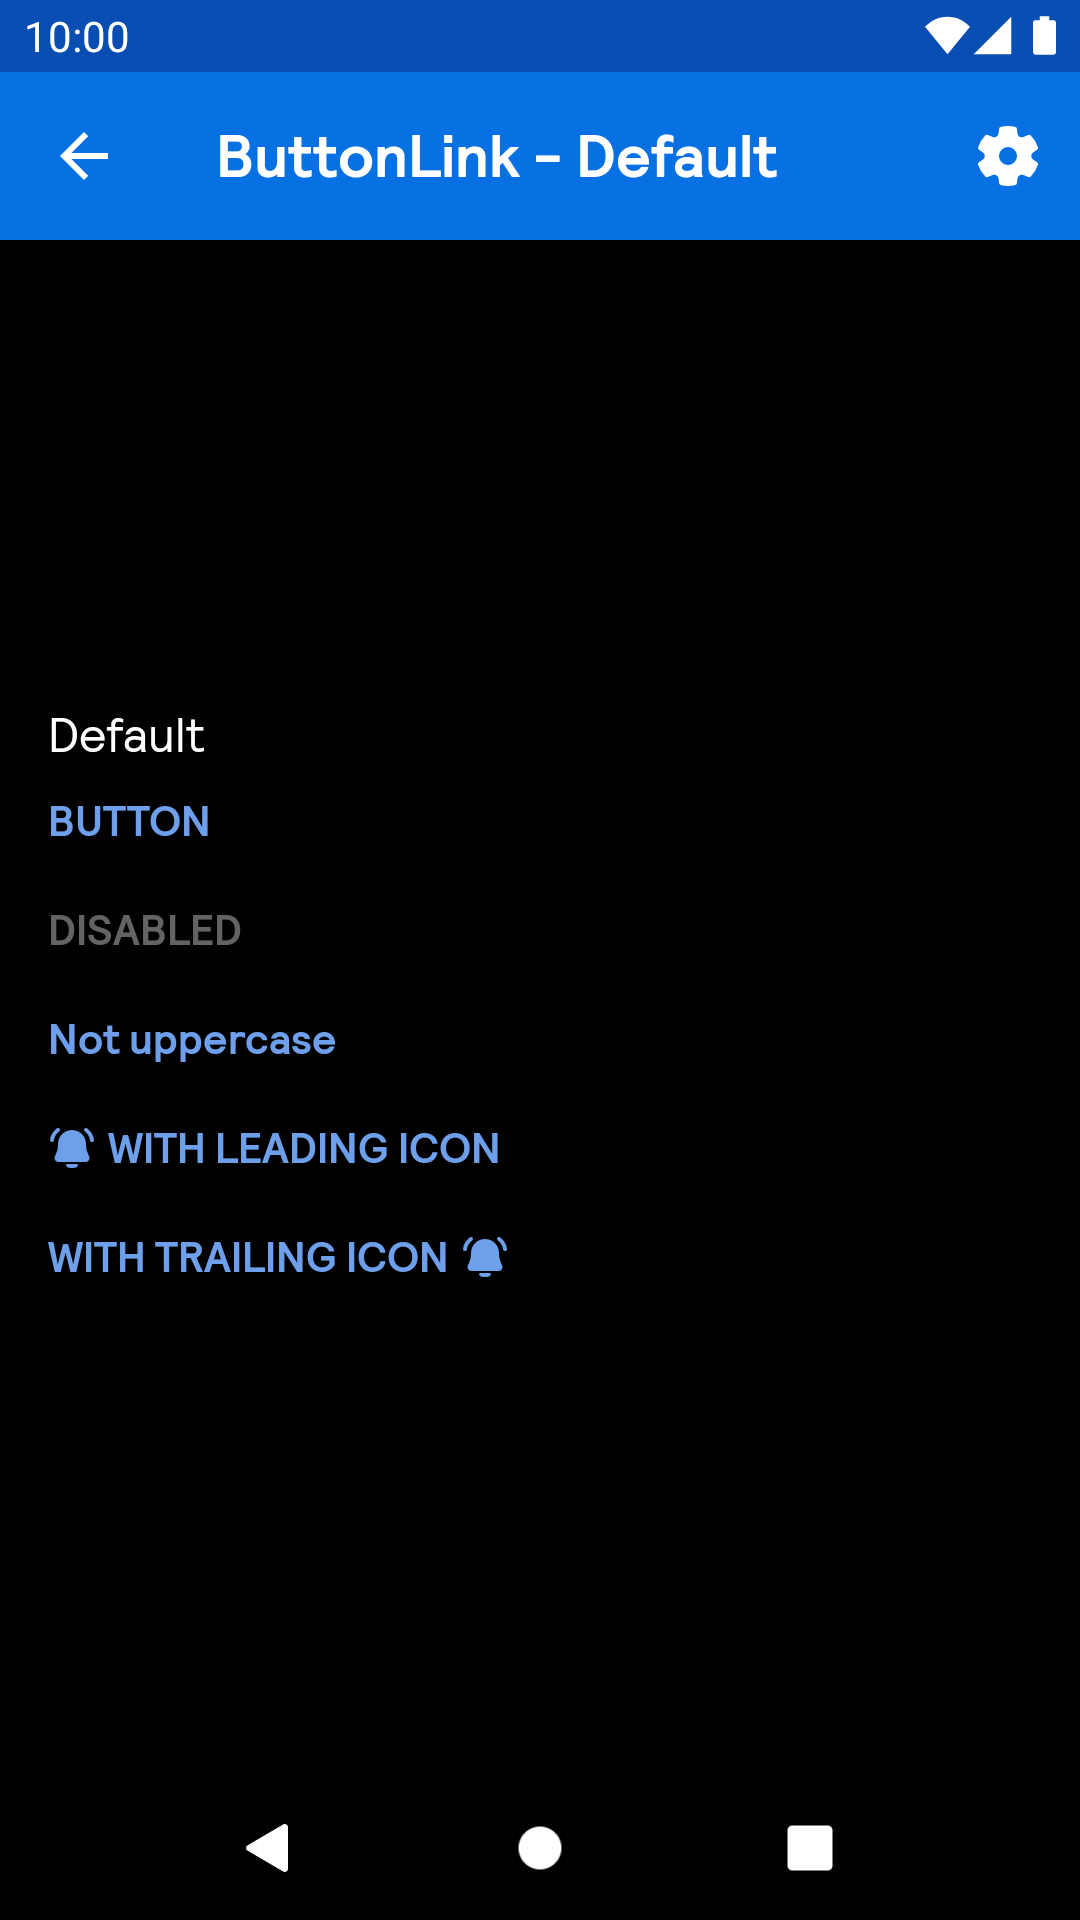 10:00
ButtonLink - Default
Default
BUTTON
DISABLED
Not uppercase
WITH LEADING ICON
WITH TRAILING ICON